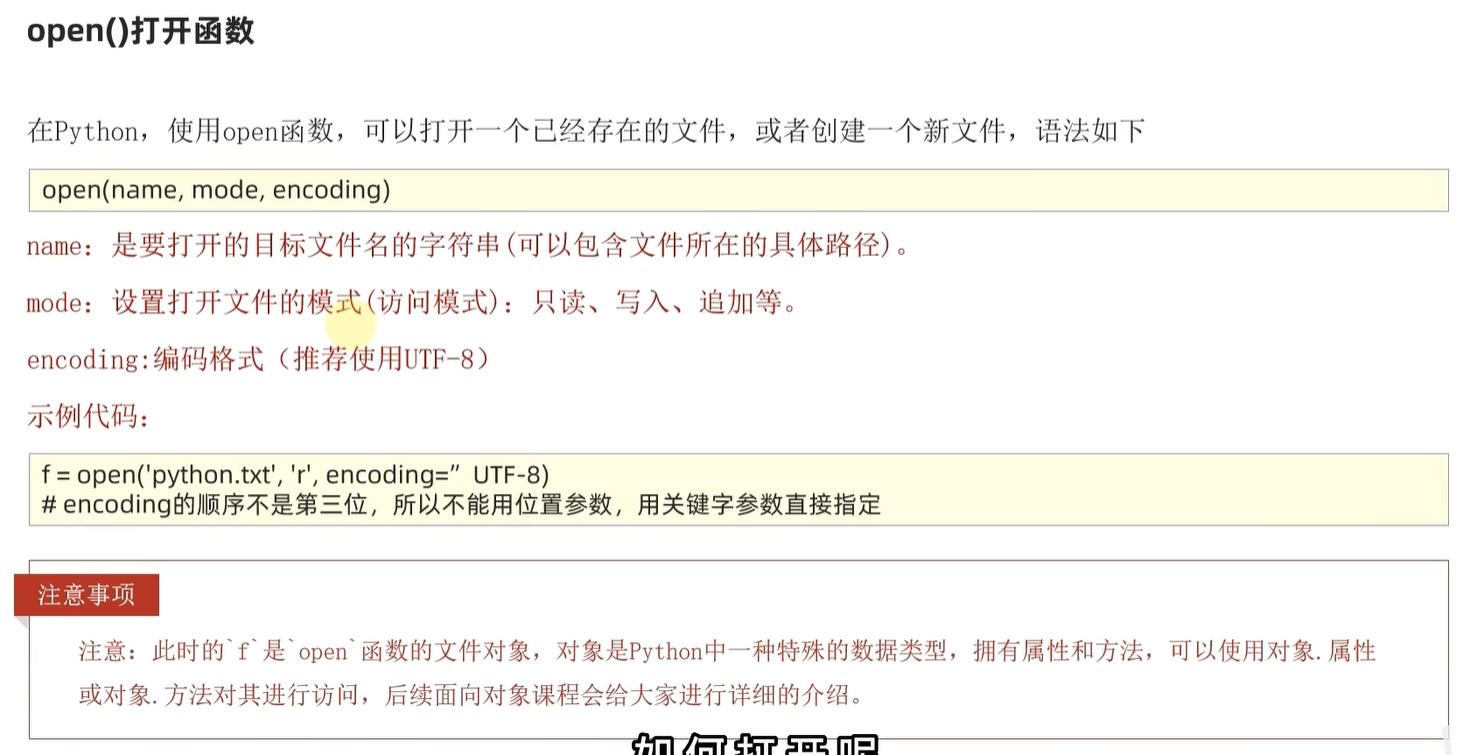 open()打开函数
在Python，使用open函数，可以打开一个已经存在的文件，或者创建一个新文件，语法如下
open(name, mode, encoding)
name：是要打开的目标文件名的字符串(可以包含文件所在的具体路径)。
mode：设置打开文件的模式(访问模式)：只读、写入、追加等。
encoding:编码格式（推荐使用UTF-8）
示例代码：
f = open('python.txt', 'r', encoding=”UTF-8)
# encoding的顺序不是第三位，所以不能用位置参数，用关键字参数直接指定
注意事项
注意：此时的`f`是`open`函数的文件对象，对象是Python中一种特殊的数据类型，拥有属性和方法，可以使用对象.属性
或对象.方法对其进行访问，后续面向对象课程会给大家进行详细的介绍。
如何打开呢